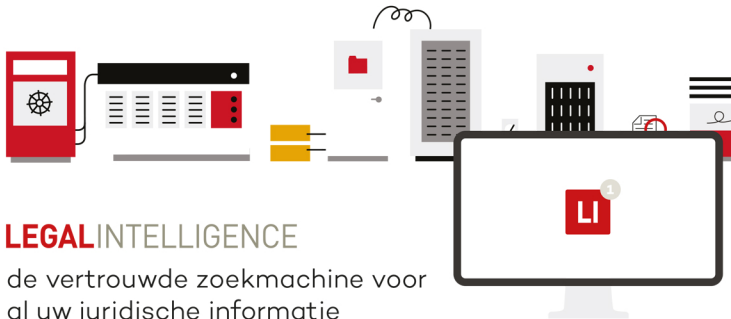 1
LI
LEGALINTELLIGENCE
de vertrouwde zoekmachine voor
al uw juridische informatie